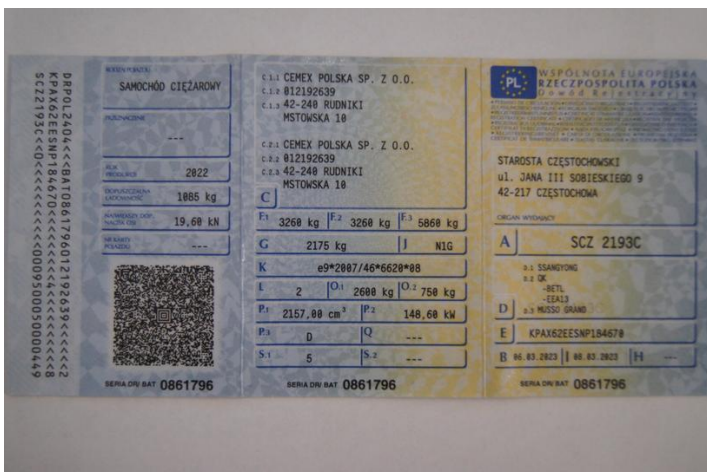 DRPOL2404<<<BAT0861796012192639<<<<<<<2
SAMOCHÓD CIĘŻAROWY
PRZEZNACZENIE
---
ROK PRODUKCJI
2022
DOPUSZCZALNA ŁADOWNOŚĆ
1085 kg
NAJWIĘKSZY DOP. NACISK OSI
19,60 kN
NR KARTY POJAZDU
---
SERIA DR/ BAT 0861796
C.1.1 CEMEX POLSKA SP. Z O.O.
C.1.2 012192639
C.1.3 42-240 RUDNIKI
MSTOWSKA 10
C.2.1 CEMEX POLSKA SP. Z O.O.
C.2.2 012192639
C.2.3 42-240 RUDNIKI
MSTOWSKA 10
C
F.1 3260 kg F.2 3260 kg F.3 5860 kg
G 2175 kg J N1G
K e9*2007/46*6620*08
L 2 O.1 2600 kg O.2 750 kg
P.1 2157,00 cm³ P.2 148,60 kW
P.3 D Q ---
S.1 5 S.2 ---
SERIA DR/ BAT 0861796
PL
WSPÓLNOTA EUROPEJSKA
RZECZPOSPOLITA POLSKA
Dowód Rejestracyjny
STAROSTA CZĘSTOCHOWSKI
ul. JANA III SOBIESKIEGO 9
42-217 CZĘSTOCHOWA
ORGAN WYDAJĄCY
A SCZ 2193C
D.1 SSANGYONG
D.2 QK
-BETL
-EEA13
D D.3 MUSSO GRAND
E KPAX62EESNP184670
B 06.03.2023 I 06.03.2023 H ---
SERIA DR/ BAT 0861796